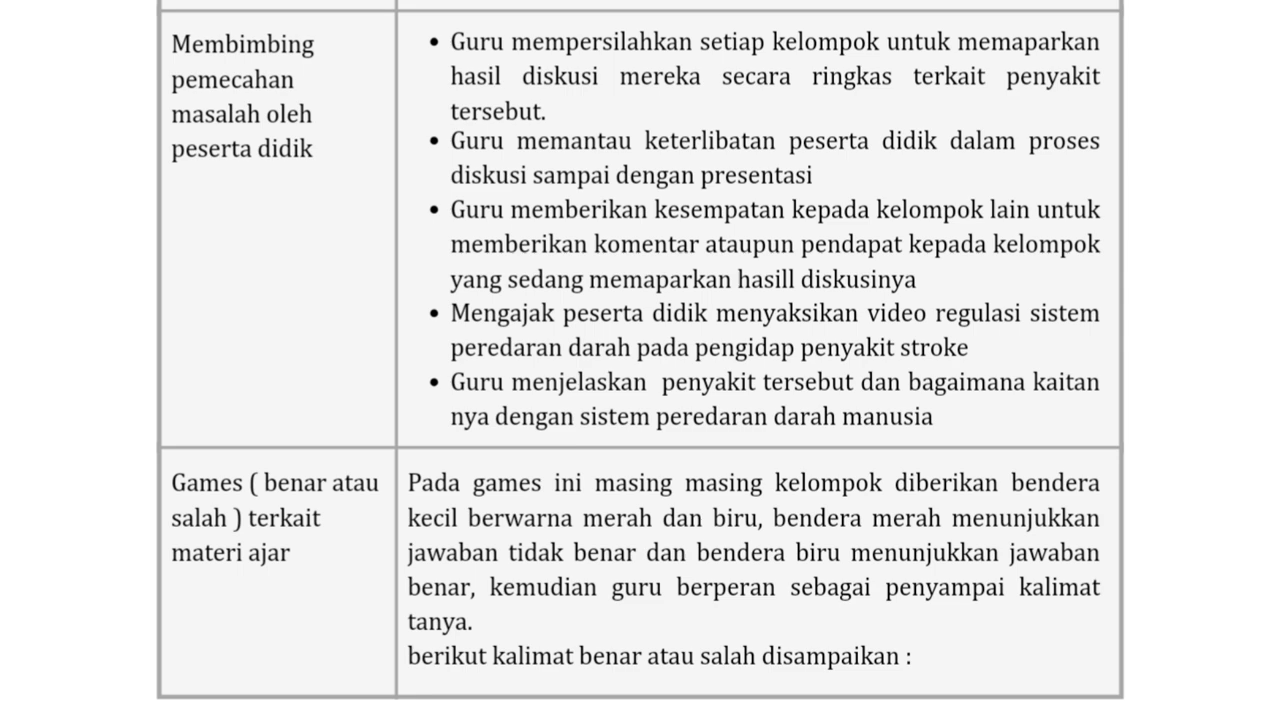 Membimbing
pemecahan
masalah oleh
peserta didik
• Guru mempersilahkan setiap kelompok untuk memaparkan
hasil diskusi mereka secara ringkas terkait penyakit
tersebut.
• Guru memantau keterlibatan peserta didik dalam proses
diskusi sampai dengan presentasi
• Guru memberikan kesempatan kepada kelompok lain untuk
memberikan komentar ataupun pendapat kepada kelompok
yang sedang memaparkan hasill diskusinya
• Mengajak peserta didik menyaksikan video regulasi sistem
peredaran darah pada pengidap penyakit stroke
• Guru menjelaskan  penyakit tersebut dan bagaimana kaitan
nya dengan sistem peredaran darah manusia
Games ( benar atau
salah ) terkait
materi ajar
Pada games ini masing masing kelompok diberikan bendera
kecil berwarna merah dan biru, bendera merah menunjukkan
jawaban tidak benar dan bendera biru menunjukkan jawaban
benar, kemudian guru berperan sebagai penyampai kalimat
tanya.
berikut kalimat benar atau salah disampaikan :